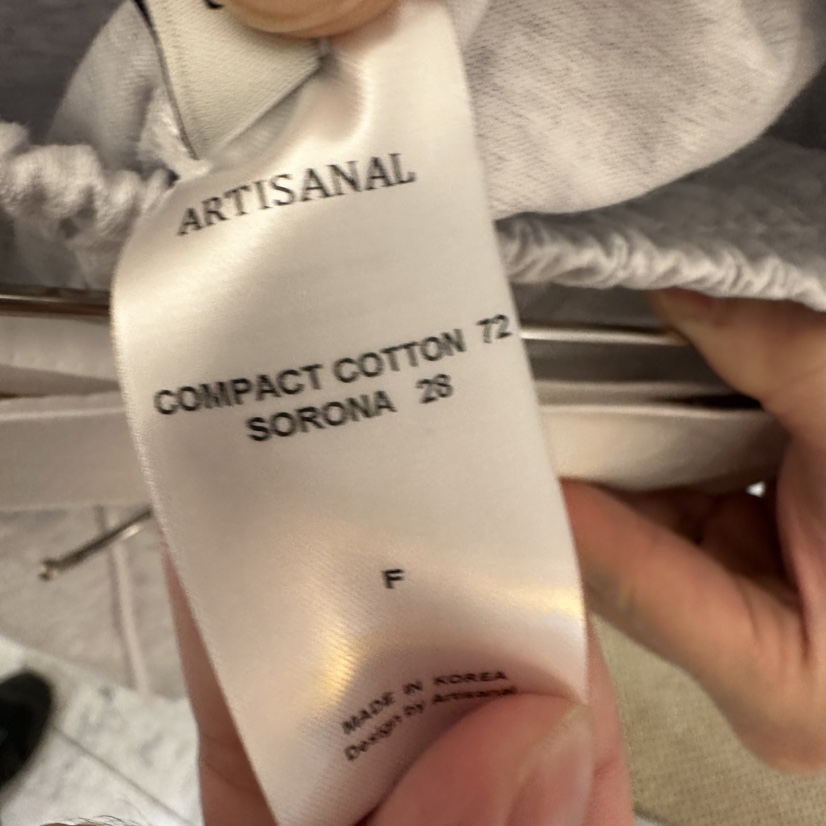 ARTISANAL
COMPACT COTTON 72
SORONA 28
F
MADE IN KOREA
Design by Artisanal